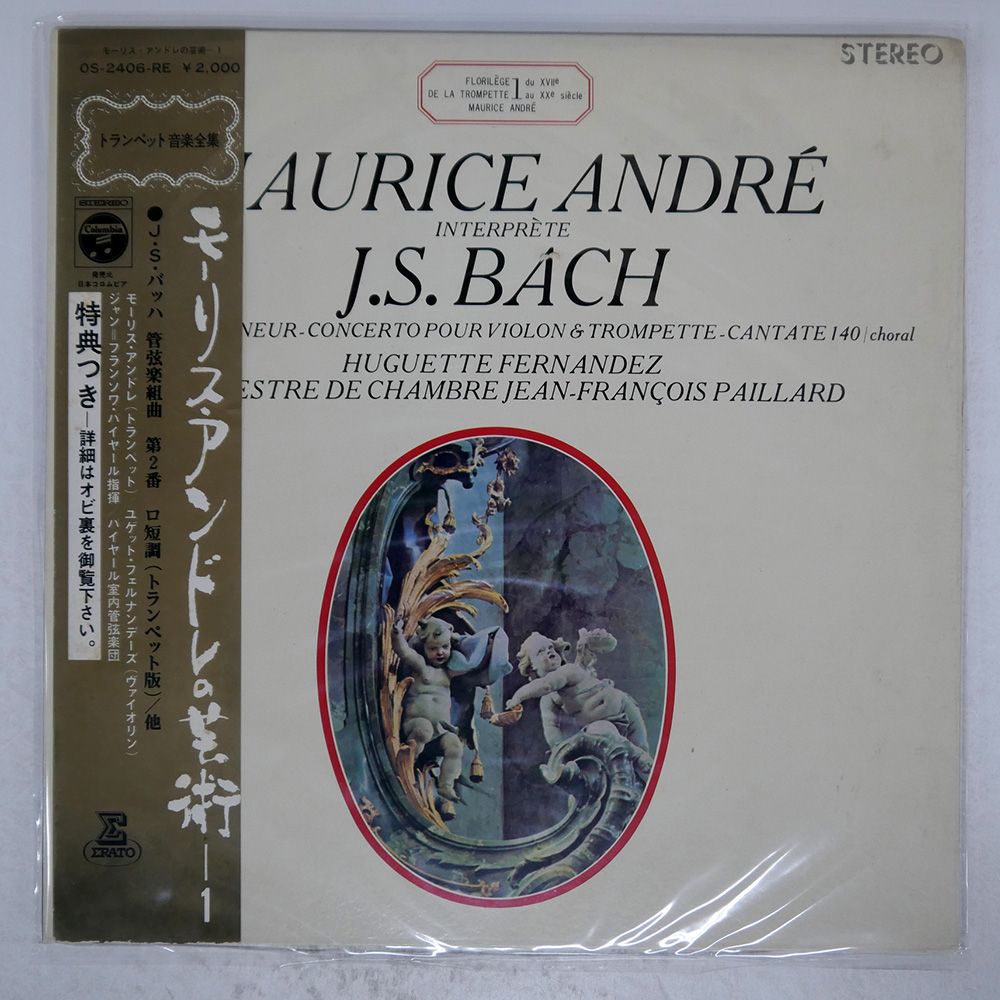 モーリス・アンドレの芸術-1
OS-2406-RE ￥2,000
トランペット音楽全集
STEREO
Columbia
発売元
日本コロムビア
モーリス・アンドレの芸術—1
●J・S・バッハ 管弦楽組曲 第2番 ロ短調（トランペット版）／他
モーリス・アンドレ（トランペット） ユゲット・フェルナンデーズ（ヴァイオリン）
ジャン＝フランソワ・パイヤール指揮 パイヤール室内管弦楽団
特典つき—詳細はオビ裏を御覧下さい。
ERATO
STEREO
FLORILÈGE 1 du XVIIe
DE LA TROMPETTE au XXe siècle
MAURICE ANDRÉ
AURICE ANDRÉ
INTERPRÈTE
J.S. BACH
NEUR-CONCERTO POUR VIOLON & TROMPETTE-CANTATE 140/choral
HUGUETTE FERNANDEZ
ESTRE DE CHAMBRE JEAN-FRANÇOIS PAILLARD